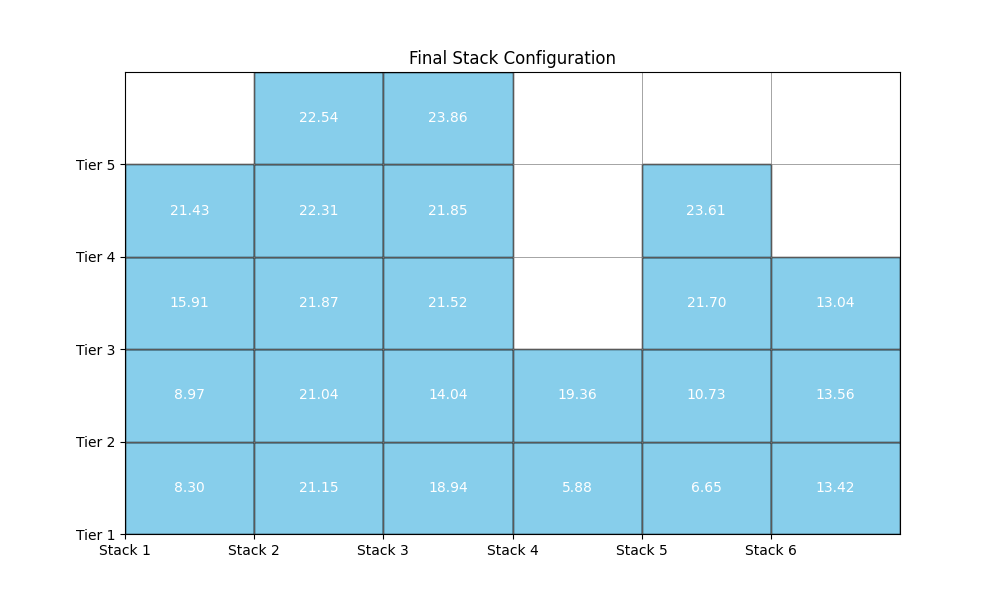 Final Stack Configuration
22.54 23.86
Tier 5
21.43 22.31 21.85 23.61
Tier 4
15.91 21.87 21.52 21.70 13.04
Tier 3
8.97 21.04 14.04 19.36 10.73 13.56
Tier 2
8.30 21.15 18.94 5.88 6.65 13.42
Tier 1
Stack 1 Stack 2 Stack 3 Stack 4 Stack 5 Stack 6